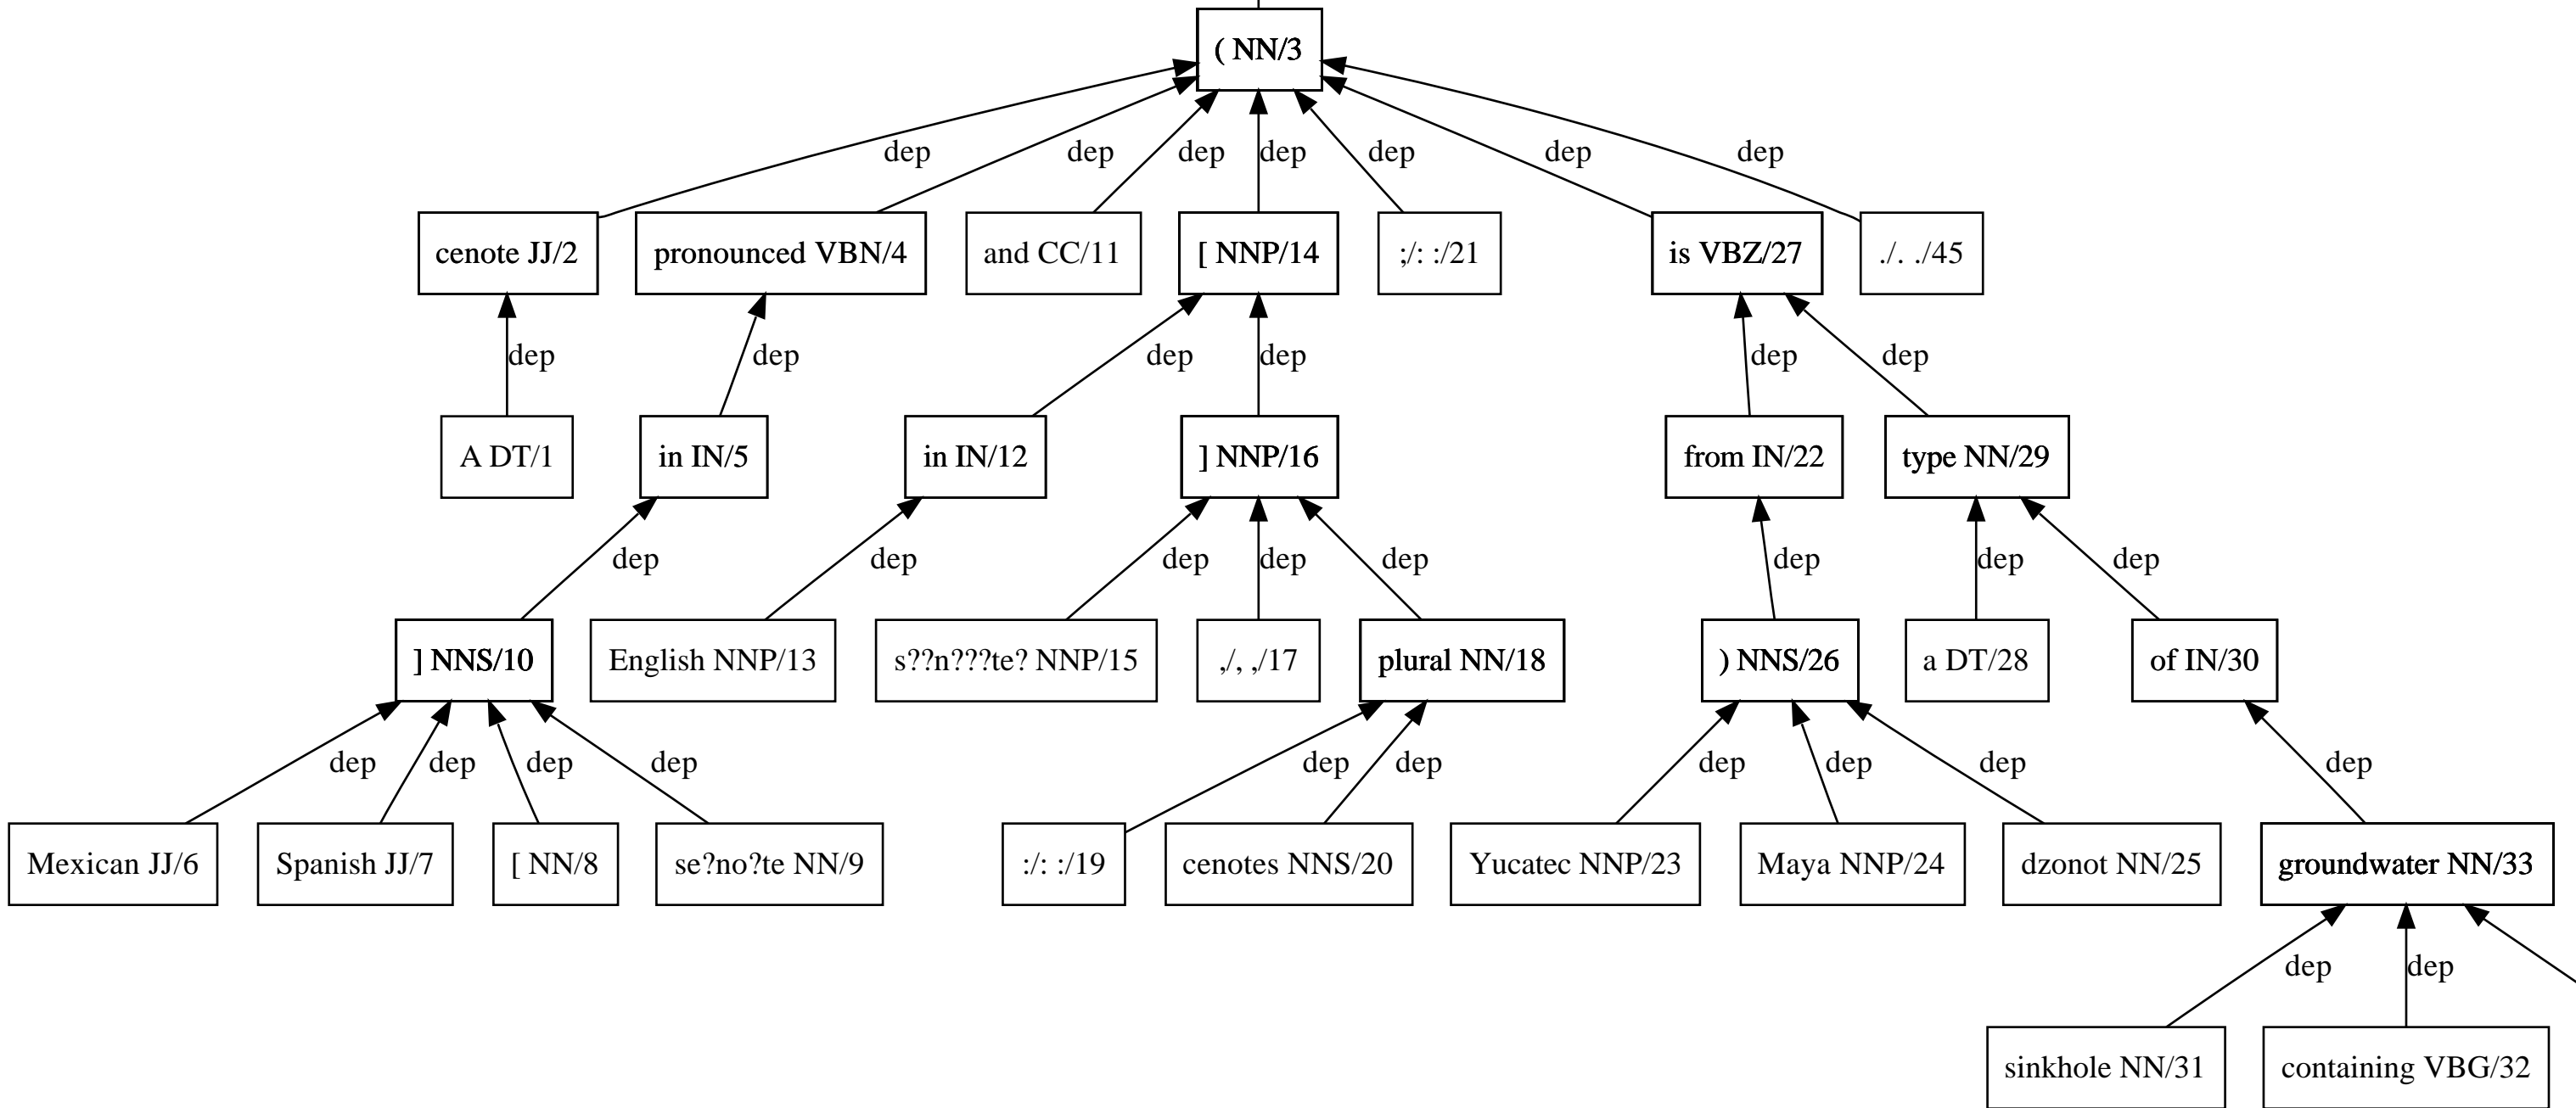 ( NN/3
dep dep dep dep dep dep dep
cenote JJ/2 pronounced VBN/4 and CC/11 [ NNP/14 ;/: :/21 is VBZ/27 ./. ./45
dep dep dep dep dep dep
A DT/1 in IN/5 in IN/12 ] NNP/16 from IN/22 type NN/29
dep dep dep dep dep dep dep dep
] NNS/10 English NNP/13 s??n???te? NNP/15 ,/, ,/17 plural NN/18 ) NNS/26 a DT/28 of IN/30
dep dep dep dep dep dep dep dep dep dep
Mexican JJ/6 Spanish JJ/7 [ NN/8 se?no?te NN/9 :/: :/19 cenotes NNS/20 Yucatec NNP/23 Maya NNP/24 dzonot NN/25 groundwater NN/33
dep dep
sinkhole NN/31 containing VBG/32